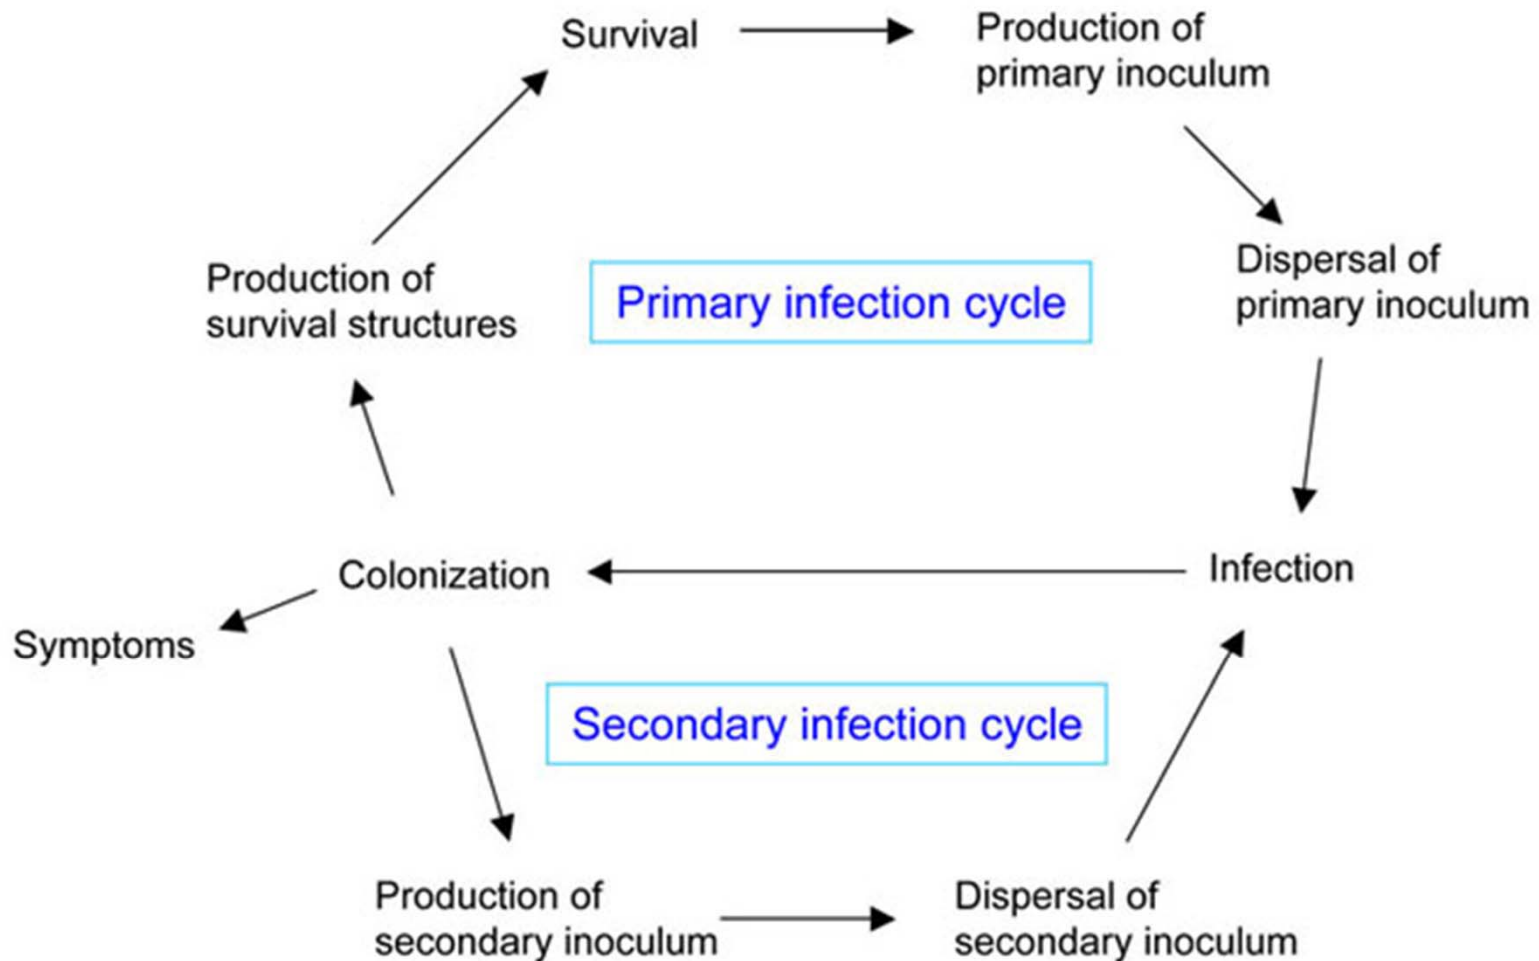 Survival
Production of
primary inoculum
Dispersal of
primary inoculum
Production of
survival structures
Primary infection cycle
Infection
Colonization
Symptoms
Secondary infection cycle
Production of
secondary inoculum
Dispersal of
secondary inoculum